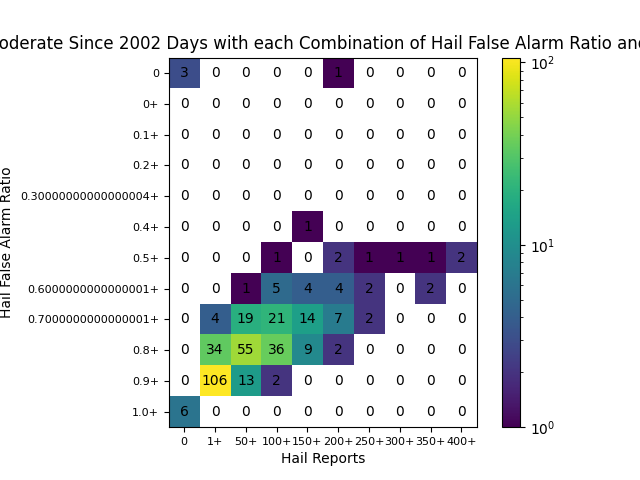 oderate Since 2002 Days with each Combination of Hail False Alarm Ratio and
Hail False Alarm Ratio
0 3 0 0 0 0 1 0 0 0 0
0+ 0 0 0 0 0 0 0 0 0 0
0.1+ 0 0 0 0 0 0 0 0 0 0
0.2+ 0 0 0 0 0 0 0 0 0 0
0.30000000000000004+ 0 0 0 0 0 0 0 0 0 0
0.4+ 0 0 0 0 1 0 0 0 0 0
0.5+ 0 0 0 1 0 2 1 1 1 2
0.6000000000000001+ 0 0 1 5 4 4 2 0 2 0
0.7000000000000001+ 0 4 19 21 14 7 2 0 0 0
0.8+ 0 34 55 36 9 2 0 0 0 0
0.9+ 0 106 13 2 0 0 0 0 0 0
1.0+ 6 0 0 0 0 0 0 0 0 0
0 1+ 50+ 100+ 150+ 200+ 250+ 300+ 350+ 400+
Hail Reports
10²
10¹
10⁰